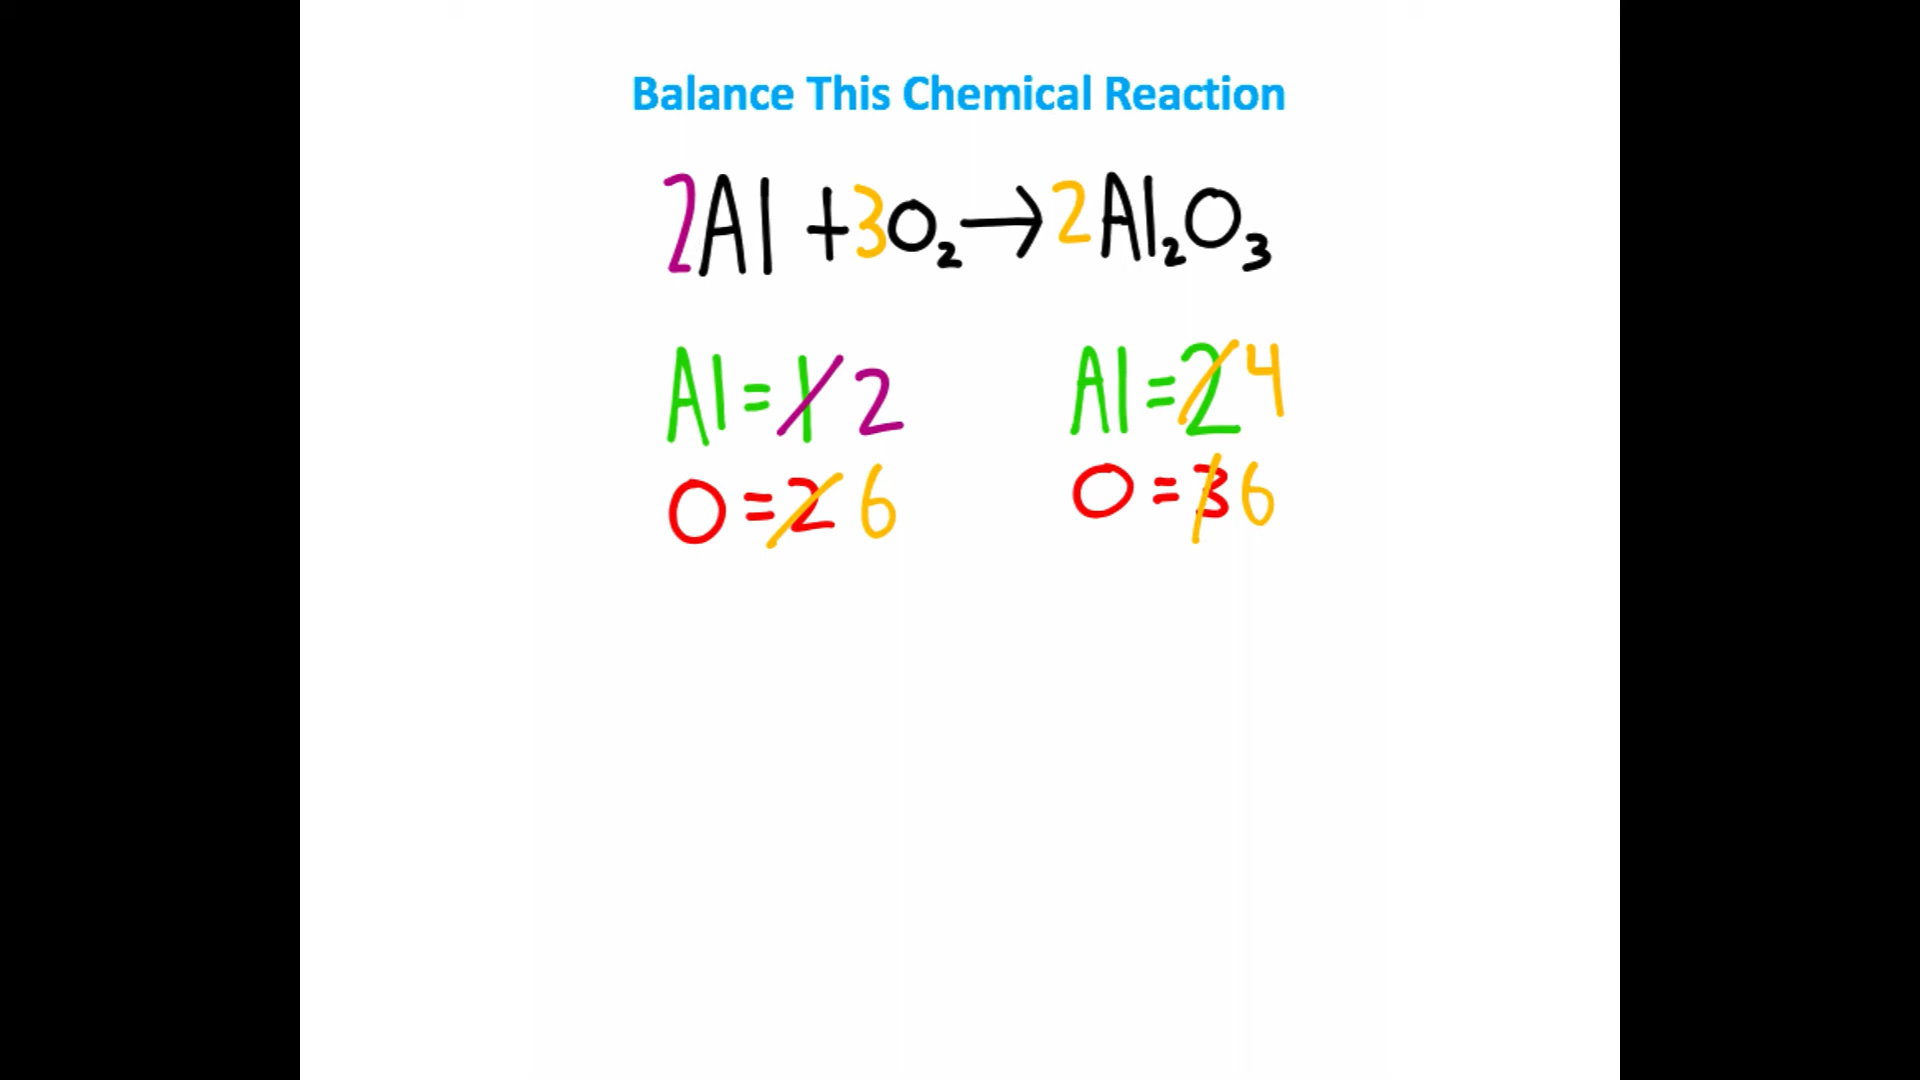 Balance This Chemical Reaction
2Al + 3O₂ → 2Al₂O₃
Al = 1 2 Al = 2 4
O = 2 6 O = 3 6